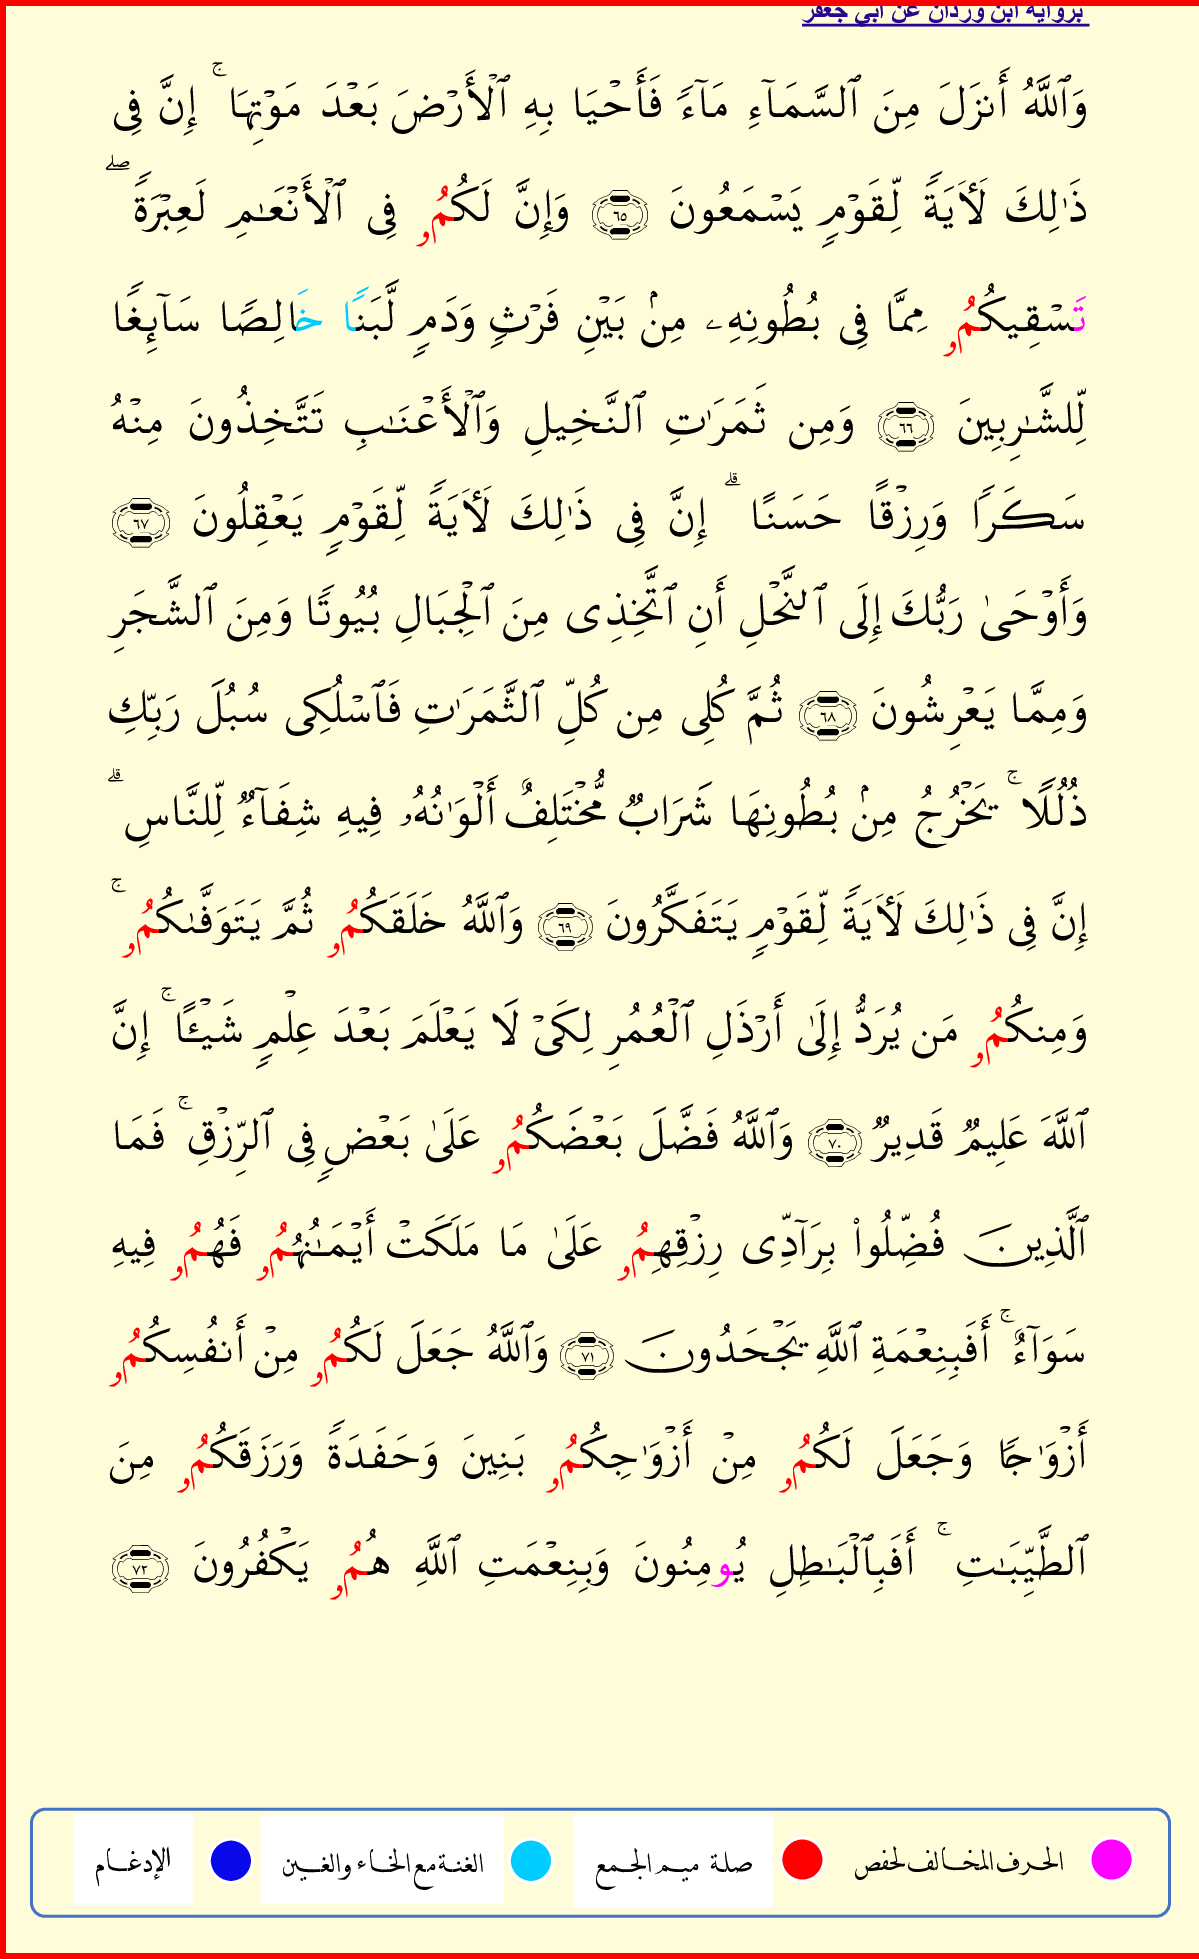 برواية ابن وردان عن أبي جعفر
وَٱللَّهُ أَنزَلَ مِنَ ٱلسَّمَآءِ مَآءٗ فَأَحۡيَا بِهِ ٱلۡأَرۡضَ بَعۡدَ مَوۡتِهَاۚ إِنَّ فِى
ذَٰلِكَ لَأٓيَةٗ لِّقَوۡمٖ يَسۡمَعُونَ ٦٥ وَإِنَّ لَكُمُۥ فِى ٱلۡأَنۡعَٰمِ لَعِبۡرَةٗۖ
تَسۡقِيكُمُۥ مِمَّا فِى بُطُونِهِۦ مِنۢ بَيۡنِ فَرۡثٖ وَدَمٖ لَّبَنًا خَالِصٗا سَآئِغٗا
لِّلشَّٰرِبِينَ ٦٦ وَمِن ثَمَرَٰتِ ٱلنَّخِيلِ وَٱلۡأَعۡنَٰبِ تَتَّخِذُونَ مِنۡهُ
سَكَرٗا وَرِزۡقًا حَسَنًاۗ إِنَّ فِى ذَٰلِكَ لَأٓيَةٗ لِّقَوۡمٖ يَعۡقِلُونَ ٦٧
وَأَوۡحَىٰ رَبُّكَ إِلَى ٱلنَّحۡلِ أَنِ ٱتَّخِذِى مِنَ ٱلۡجِبَالِ بُيُوتٗا وَمِنَ ٱلشَّجَرِ
وَمِمَّا يَعۡرِشُونَ ٦٨ ثُمَّ كُلِى مِن كُلِّ ٱلثَّمَرَٰتِ فَٱسۡلُكِى سُبُلَ رَبِّكِ
ذُلُلٗاۚ يَخۡرُجُ مِنۢ بُطُونِهَا شَرَابٞ مُّخۡتَلِفٌ أَلۡوَٰنُهُۥ فِيهِ شِفَآءٞ لِّلنَّاسِۗ
إِنَّ فِى ذَٰلِكَ لَأٓيَةٗ لِّقَوۡمٖ يَتَفَكَّرُونَ ٦٩ وَٱللَّهُ خَلَقَكُمُۥ ثُمَّ يَتَوَفَّىٰكُمُۥۚ
وَمِنكُمُۥ مَن يُرَدُّ إِلَىٰ أَرۡذَلِ ٱلۡعُمُرِ لِكَىۡ لَا يَعۡلَمَ بَعۡدَ عِلۡمٖ شَيۡـًٔاۚ إِنَّ
ٱللَّهَ عَلِيمٞ قَدِيرٞ ٧٠ وَٱللَّهُ فَضَّلَ بَعۡضَكُمُۥ عَلَىٰ بَعۡضٖ فِى ٱلرِّزۡقِۚ فَمَا
ٱلَّذِينَ فُضِّلُواْ بِرَآدِّى رِزۡقِهِمُۥ عَلَىٰ مَا مَلَكَتۡ أَيۡمَٰنُهُمُۥ فَهُمُۥ فِيهِ
سَوَآءٌۚ أَفَبِنِعۡمَةِ ٱللَّهِ يَجۡحَدُونَ ٧١ وَٱللَّهُ جَعَلَ لَكُمُۥ مِنۡ أَنفُسِكُمُۥ
أَزۡوَٰجٗا وَجَعَلَ لَكُمُۥ مِنۡ أَزۡوَٰجِكُمُۥ بَنِينَ وَحَفَدَةٗ وَرَزَقَكُمُۥ مِنَ
ٱلطَّيِّبَٰتِۚ أَفَبِٱلۡبَٰطِلِ يُومِنُونَ وَبِنِعۡمَتِ ٱللَّهِ هُمُۥ يَكۡفُرُونَ ٧٢
الحرف المخالف لحفص صلة ميم الجمع الغنة مع الخاء والغين الإدغام